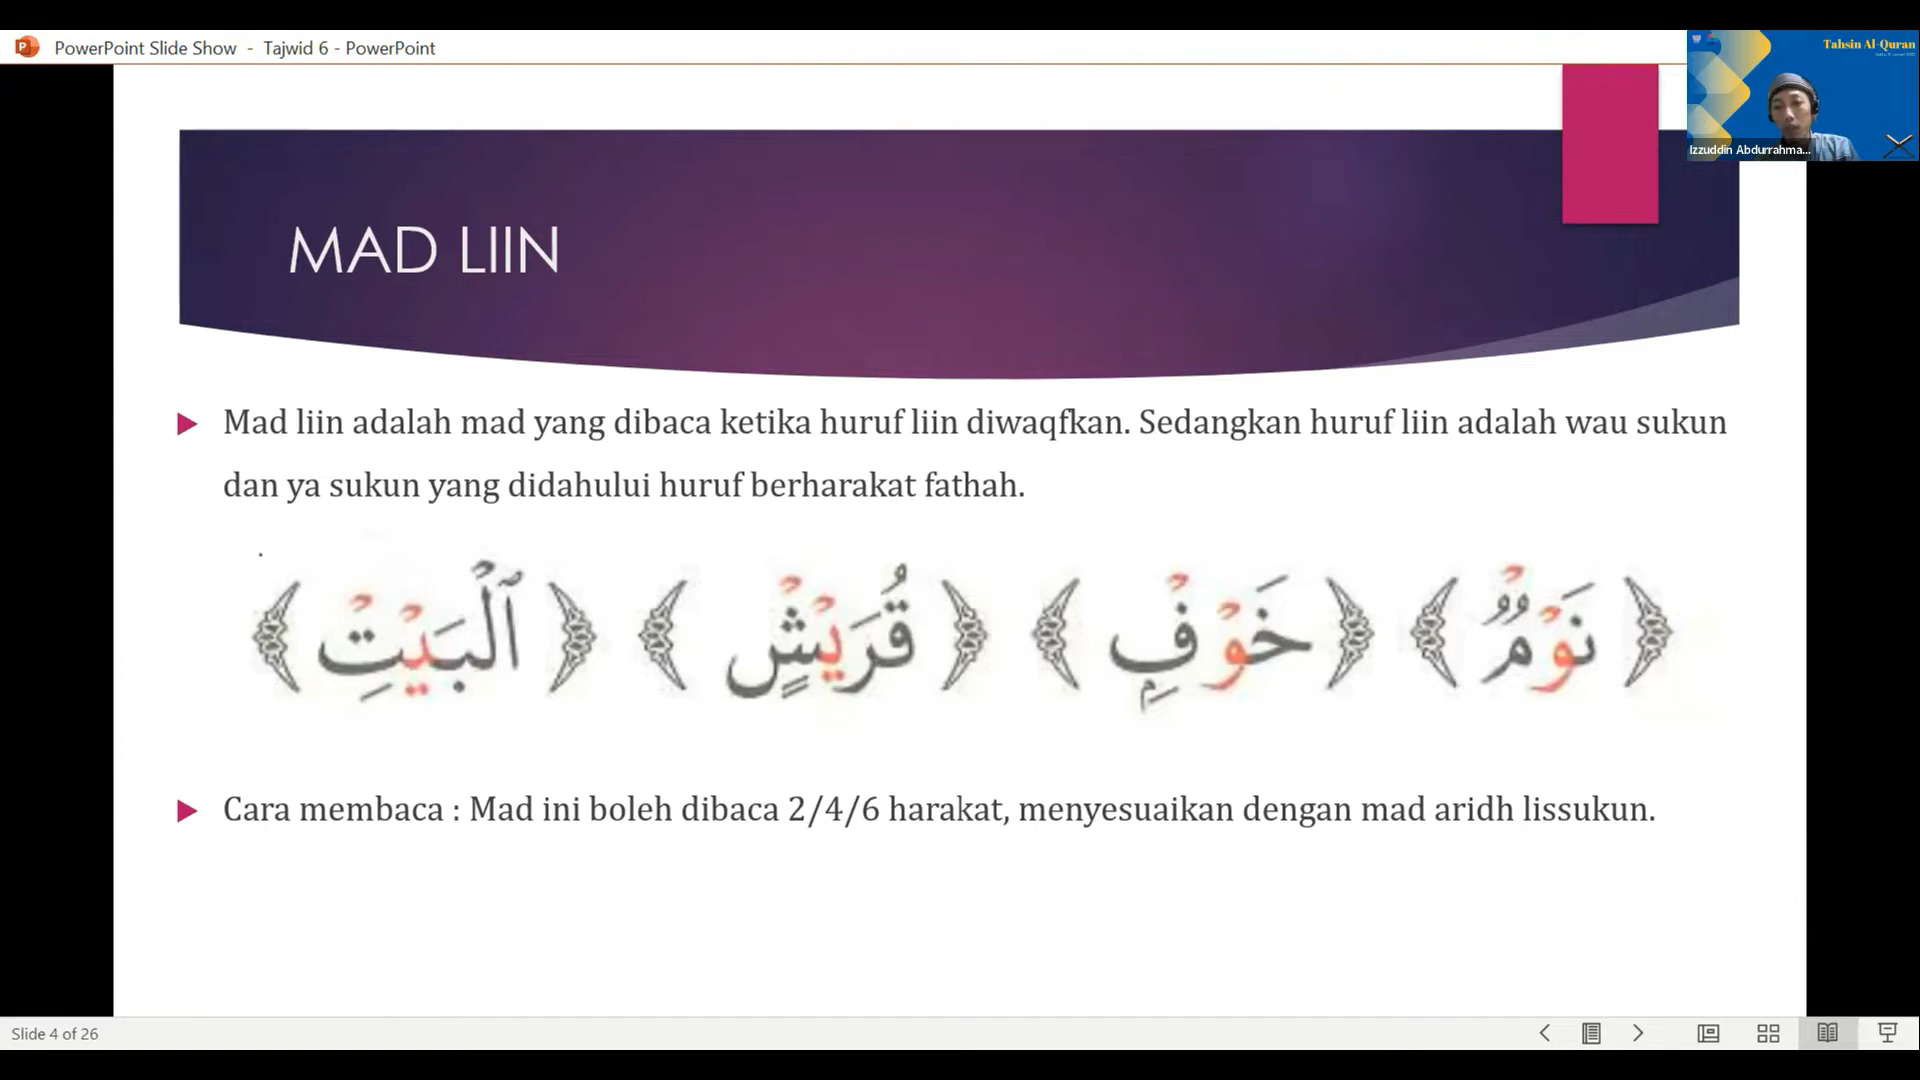 PowerPoint Slide Show - Tajwid 6 - PowerPoint
Tahsin Al-Quran
Izzuddin Abdurrahma...
MAD LIIN
Mad liin adalah mad yang dibaca ketika huruf liin diwaqfkan. Sedangkan huruf liin adalah wau sukun
dan ya sukun yang didahului huruf berharakat fathah.
﴿ نَوْمٌ ﴾ ﴿ خَوْفٍ ﴾ ﴿ قُرَيْشٍ ﴾ ﴿ ٱلْبَيْتِ ﴾
Cara membaca : Mad ini boleh dibaca 2/4/6 harakat, menyesuaikan dengan mad aridh lissukun.
Slide 4 of 26